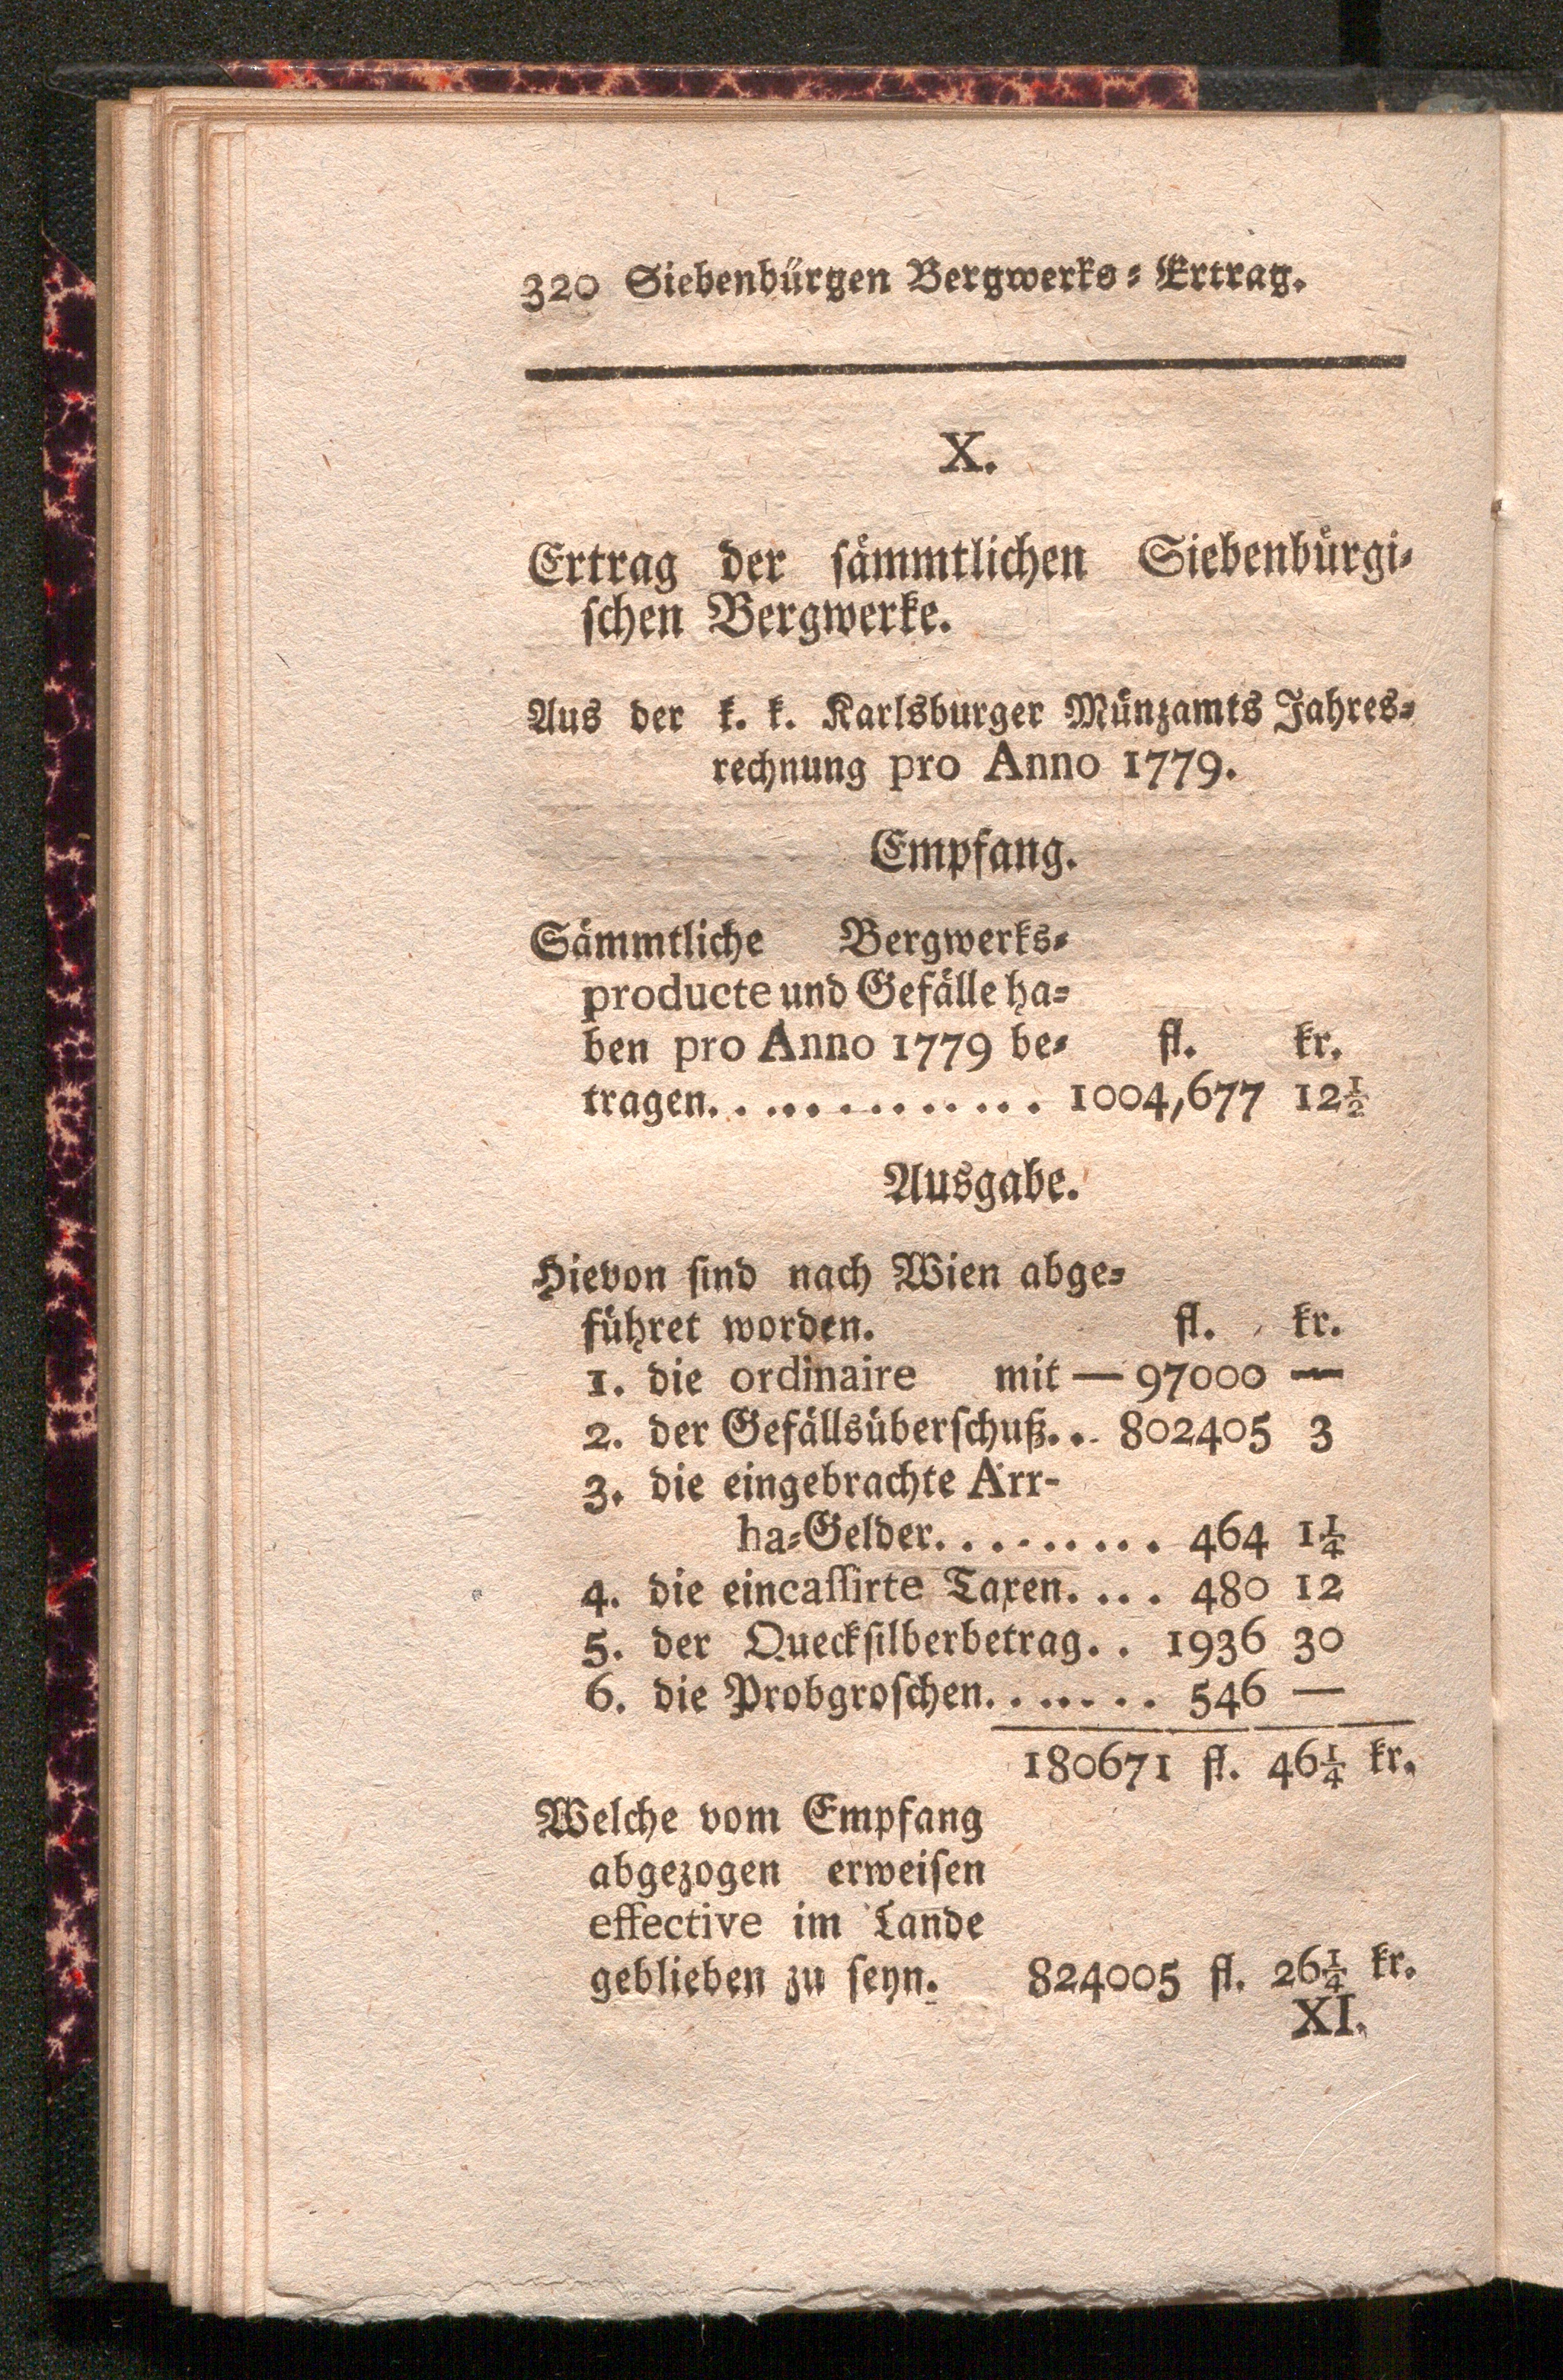 320 Siebenbürgen Bergwerks-Ertrag.
X.
Ertrag der sämmtlichen Siebenbürgi-
schen Bergwerke.
Aus der k. k. Karlsburger Münzamts Jahres-
rechnung pro Anno 1779.
Empfang.
Sämmtliche Bergwerks-
producte und Gefälle ha-
ben pro Anno 1779 be- fl. kr.
tragen.............. 1004,677 12½
Ausgabe.
Hievon sind nach Wien abge-
führet worden. fl. kr.
1. die ordinaire mit — 97000 —
2. der Gefällsüberschuß... 802405 3
3. die eingebrachte Arr-
ha-Gelder......... 464 1¼
4. die eincassirte Taxen.... 480 12
5. der Quecksilberbetrag.. 1936 30
6. die Probgroschen....... 546 —
180671 fl. 46¼ kr.
Welche vom Empfang
abgezogen erweisen
effective im Lande
geblieben zu seyn. 824005 fl. 26¼ kr.
XI.